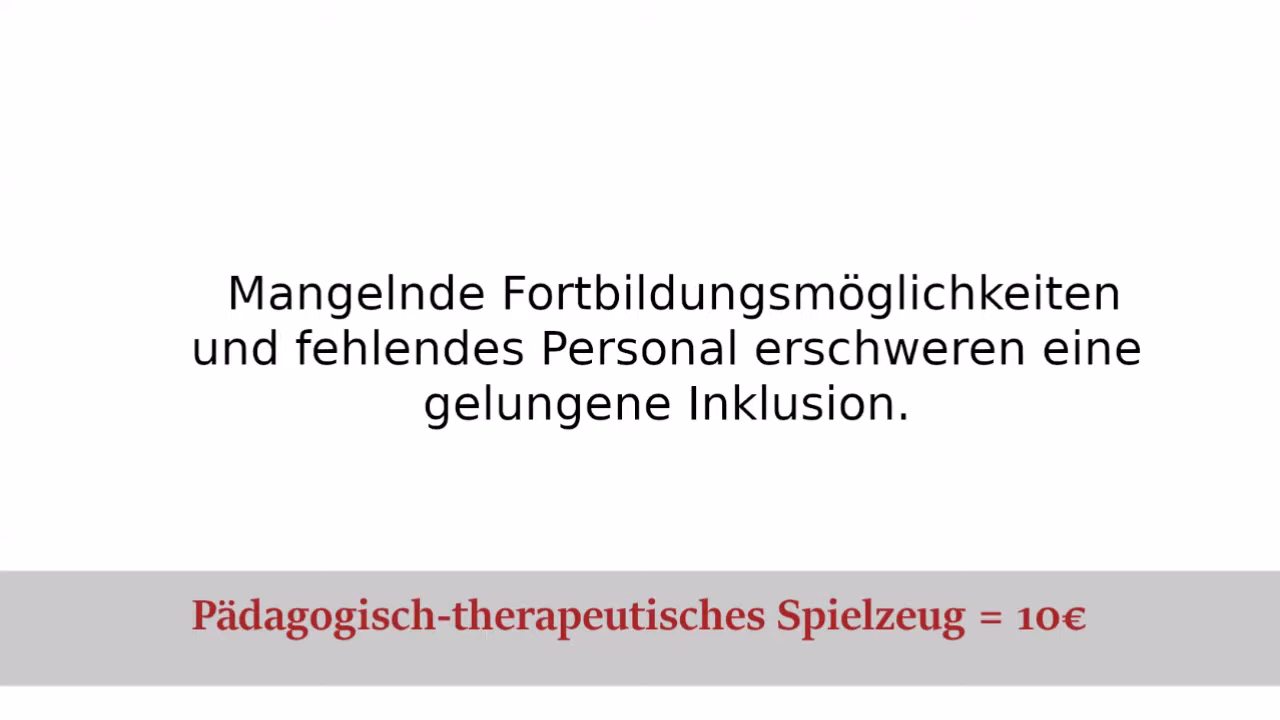 Mangelnde Fortbildungsmöglichkeiten
und fehlendes Personal erschweren eine
gelungene Inklusion.
Pädagogisch-therapeutisches Spielzeug = 10€